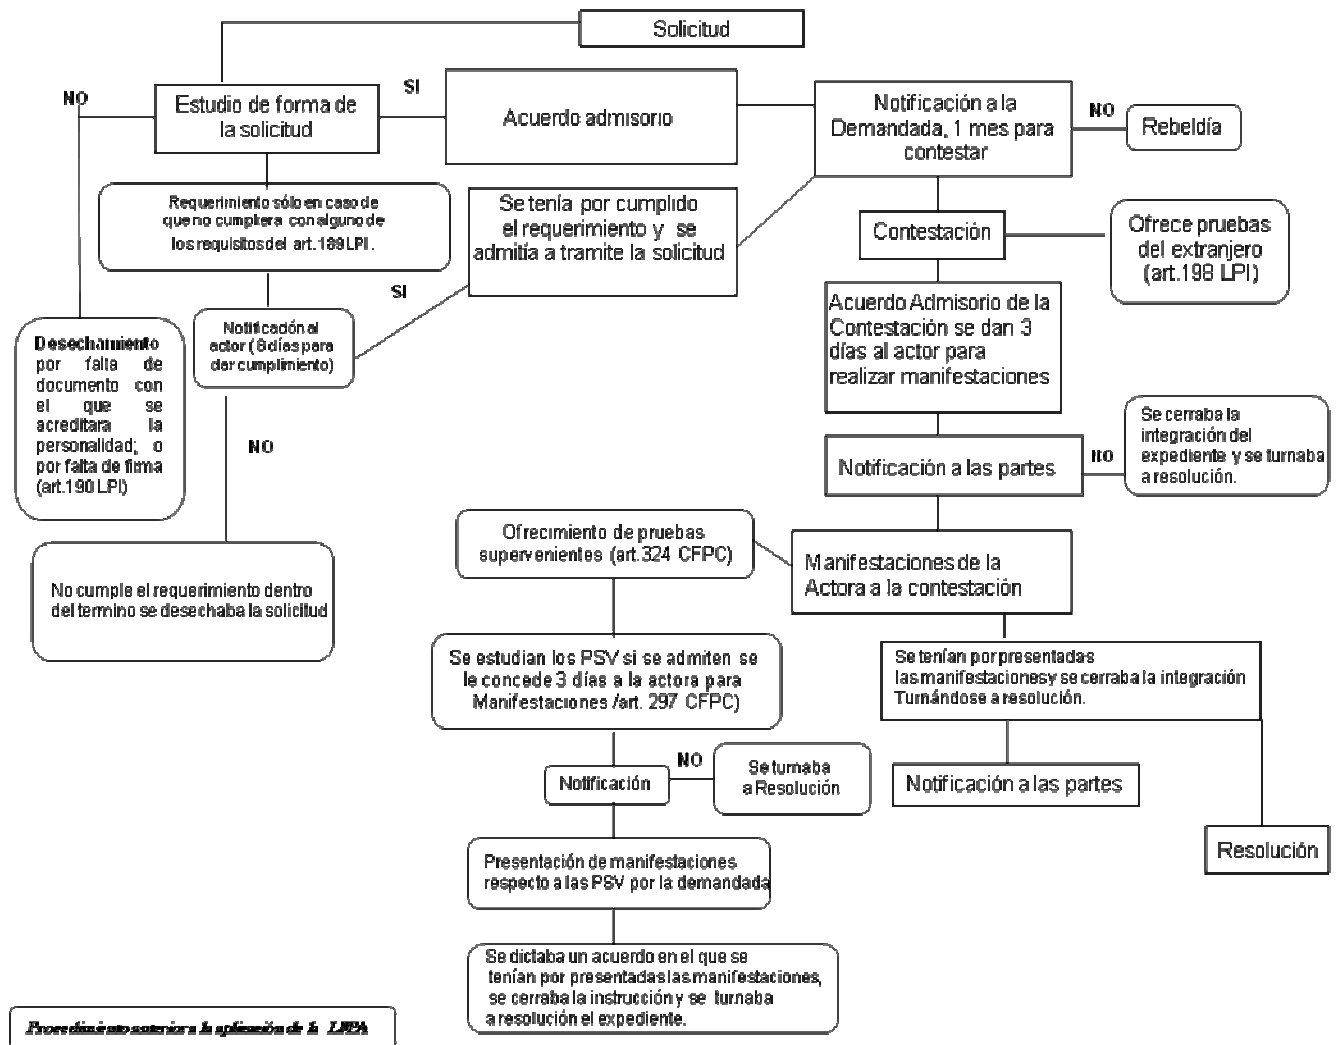 Solicitud
NO
Estudio de forma de
la solicitud
SI
Acuerdo admisorio
Notificación a la
Demandada, 1 mes para
contestar
NO
Rebeldía
Requerimiento sólo en caso de
que no cumpliera con alguno de
los requisitos del art.189 LPI.
Se tenía por cumplido
el requerimiento y se
admitía a tramite la solicitud
Contestación
Ofrece pruebas
del extranjero
(art.198 LPI)
SI
Notificación al
actor (8 días para
dar cumplimiento)
Acuerdo Admisorio de la
Contestación se dan 3
días al actor para
realizar manifestaciones
Desechamiento
por falta de
documento con
el que se
acreditara la
personalidad; o
por falta de firma
(art.190 LPI)
NO
Notificación a las partes
NO
Se cerraba la
integración del
expediente y se turnaba
a resolución.
Ofrecimiento de pruebas
supervenientes (art.324 CFPC)
Manifestaciones de la
Actora a la contestación
No cumple el requerimiento dentro
del termino se desechaba la solicitud
Se estudian los PSV si se admiten se
le concede 3 días a la actora para
Manifestaciones /art. 297 CFPC)
Se tenían por presentadas
las manifestaciones y se cerraba la integración
Turnándose a resolución.
Notificación
NO
Se turnaba
a Resolución
Notificación a las partes
Resolución
Presentación de manifestaciones
respecto a las PSV por la demandada
Se dictaba un acuerdo en el que se
tenían por presentadas las manifestaciones,
se cerraba la instrucción y se turnaba
a resolución el expediente.
Procedimiento anterior a la aplicación de la LFPA